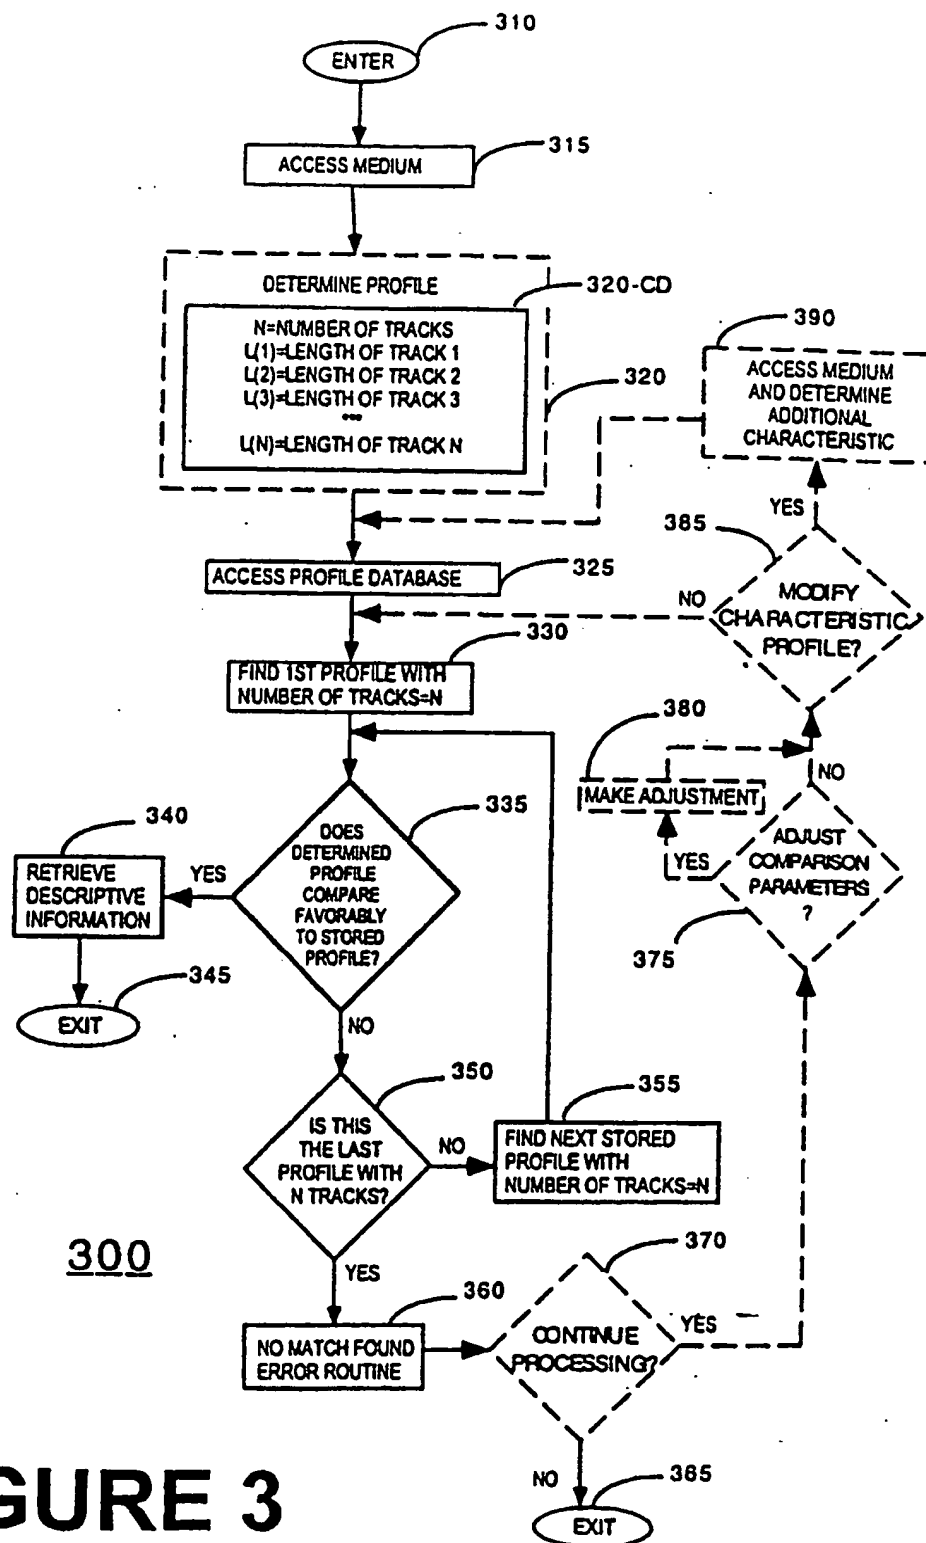 310
ENTER
315
ACCESS MEDIUM
DETERMINE PROFILE
320-CD
N=NUMBER OF TRACKS
L(1)=LENGTH OF TRACK 1
L(2)=LENGTH OF TRACK 2
L(3)=LENGTH OF TRACK 3
•••
L(N)=LENGTH OF TRACK N
320
390
ACCESS MEDIUM
AND DETERMINE
ADDITIONAL
CHARACTERISTIC
YES
385
MODIFY
CHARACTERISTIC
PROFILE?
NO
ACCESS PROFILE DATABASE
325
330
FIND 1ST PROFILE WITH
NUMBER OF TRACKS=N
380
MAKE ADJUSTMENT
NO
YES
ADJUST
COMPARISON
PARAMETERS
?
375
335
DOES
DETERMINED
PROFILE
COMPARE
FAVORABLY
TO STORED
PROFILE?
YES
340
RETRIEVE
DESCRIPTIVE
INFORMATION
345
EXIT
NO
350
IS THIS
THE LAST
PROFILE WITH
N TRACKS?
NO
355
FIND NEXT STORED
PROFILE WITH
NUMBER OF TRACKS=N
300
YES
360
NO MATCH FOUND
ERROR ROUTINE
370
CONTINUE
PROCESSING?
YES
NO
385
EXIT
GURE 3